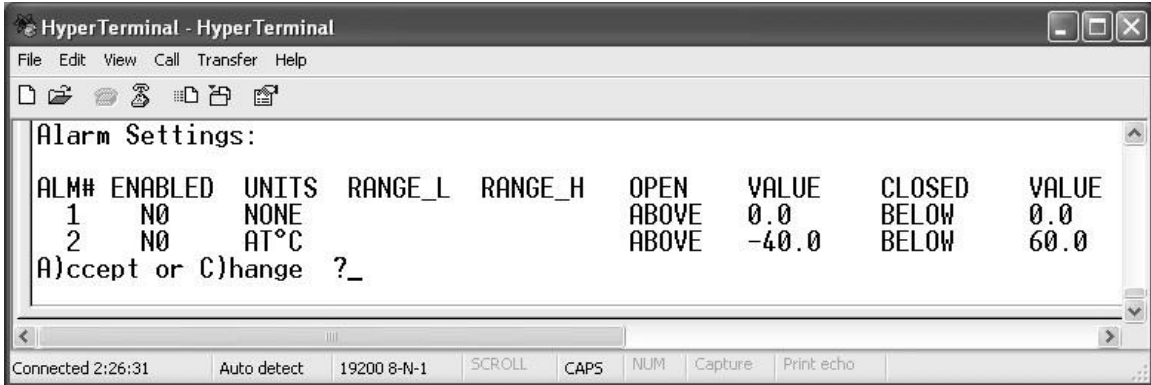 HyperTerminal - HyperTerminal
File Edit View Call Transfer Help
Alarm Settings:
ALM# ENABLED UNITS RANGE_L RANGE_H OPEN VALUE CLOSED VALUE
1 NO NONE ABOVE 0.0 BELOW 0.0
2 NO AT°C ABOVE -40.0 BELOW 60.0
A)ccept or C)hange ?_
Connected 2:26:31 Auto detect 19200 8-N-1 SCROLL CAPS NUM Capture Print echo